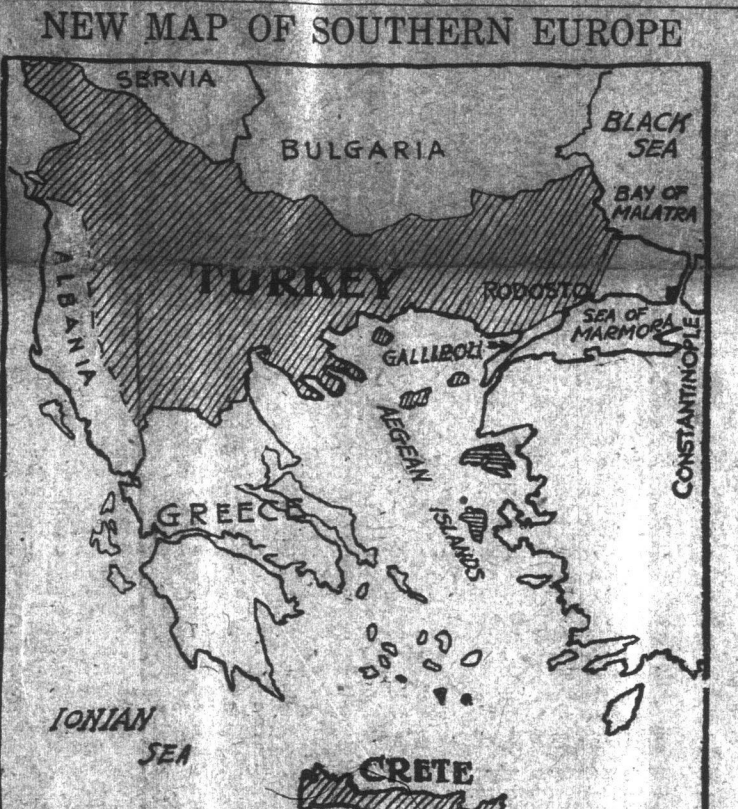 NEW MAP OF SOUTHERN EUROPE
SERVIA
BULGARIA
BLACK
SEA
BAY OF
MALATRA
TURKEY
RODOSTO
ALBANIA
SEA OF
MARMORA
GALLIPOLI
CONSTANTINOPLE
AEGEAN
ISLANDS
GREECE
IONIAN
SEA
CRETE